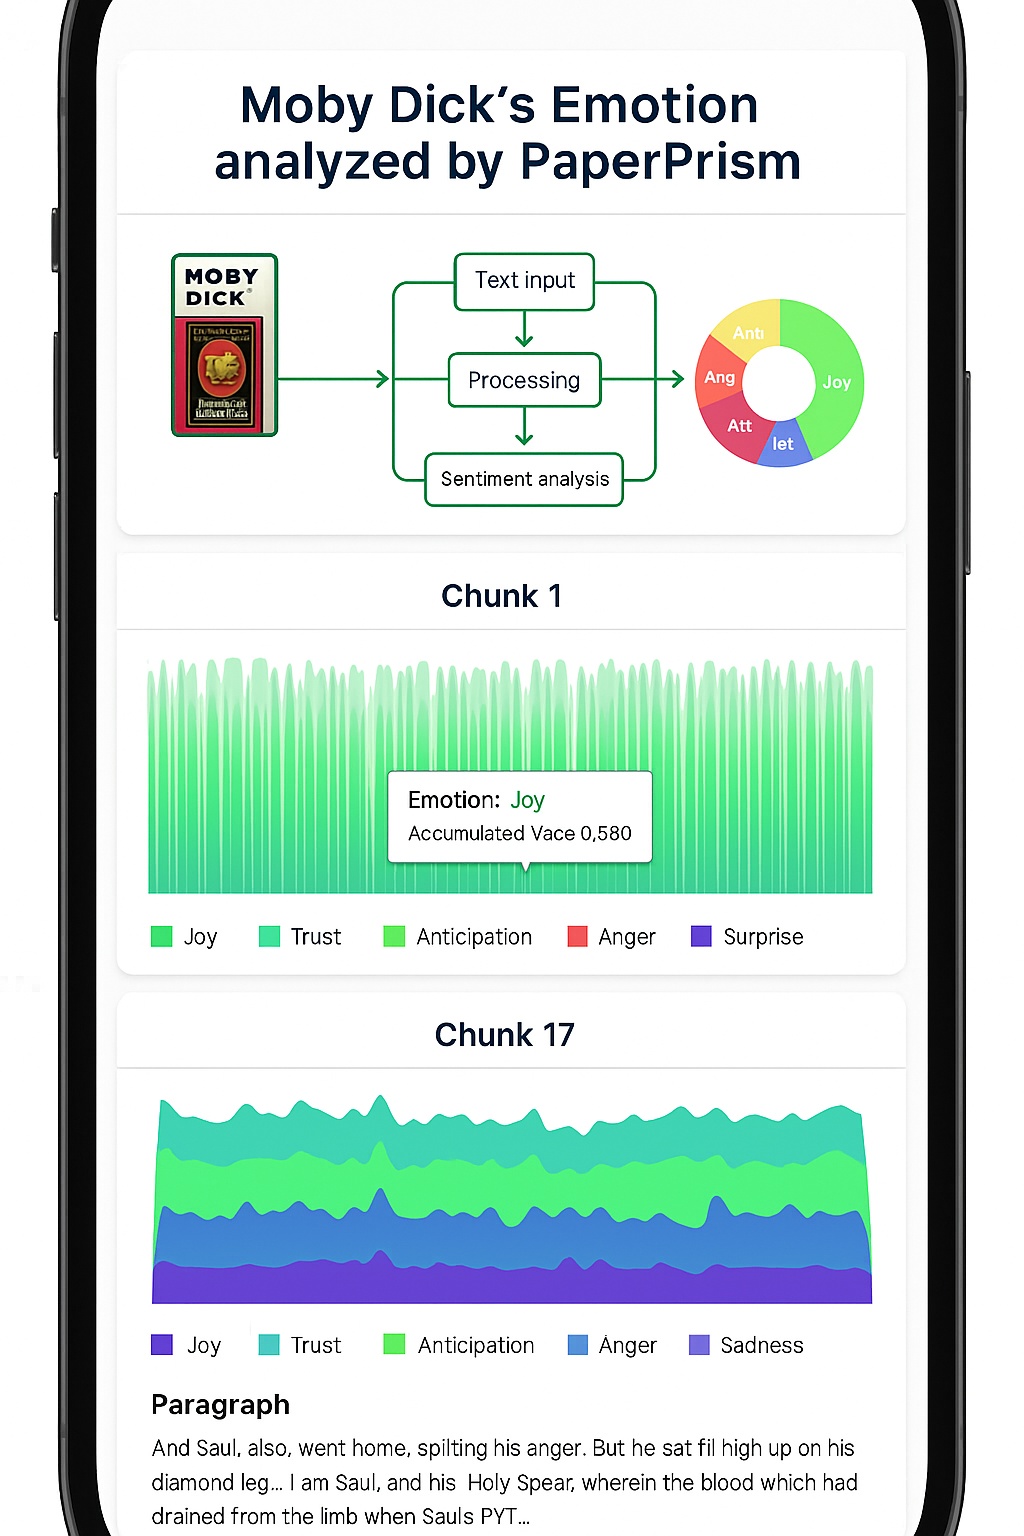 Moby Dick‘s Emotion
analyzed by PaperPrism
MOBY
DICK
Text input
Processing
Sentiment analysis
Anti
Ang
Joy
Att
let
Chunk 1
Emotion: Joy
Accumulated Vace 0,580
Joy Trust Anticipation Anger Surprise
Chunk 17
Joy Trust Anticipation Anger Sadness
Paragraph
And Saul, also, went home, spilting his anger. But he sat fil high up on his
diamond leg... I am Saul, and his Holy Spear, wherein the blood which had
drained from the limb when Sauls PYT...